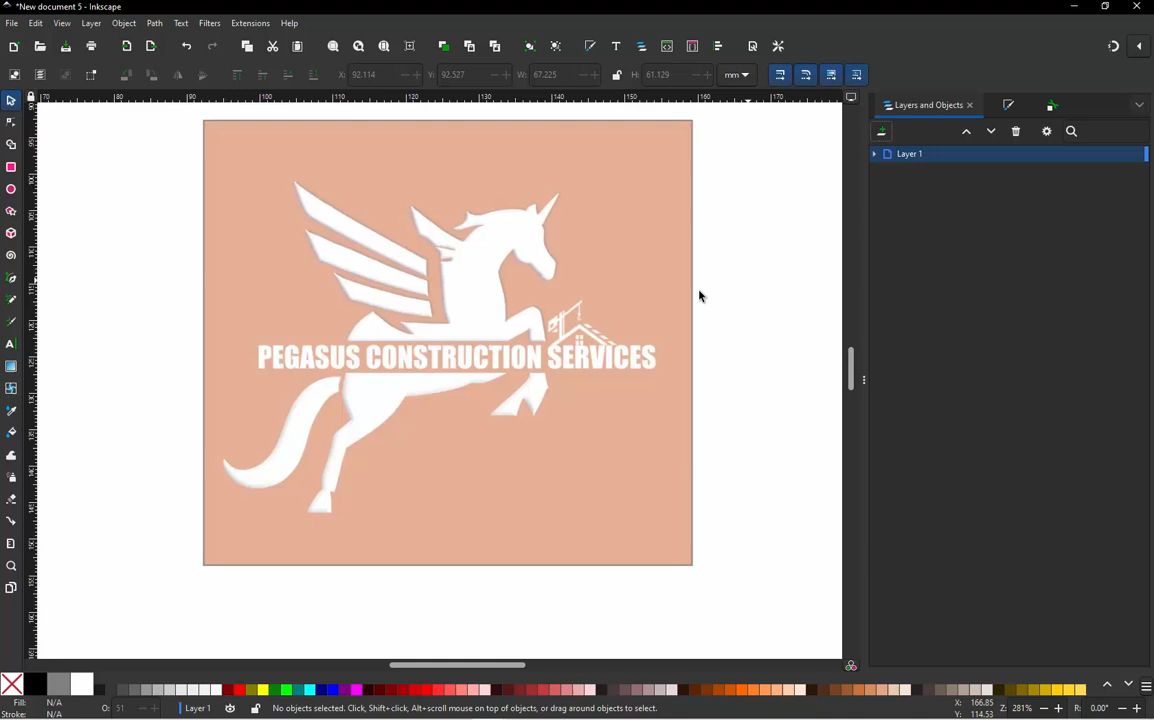 *New document 5 - Inkscape
File Edit View Layer Object Path Text Filters Extensions Help
X: 92.114 Y: 92.527 W: 67.225 H: 61.129 mm
Layers and Objects
Layer 1
PEGASUS CONSTRUCTION SERVICES
Fill: N/A
Stroke: N/A
O: 51
Layer 1
No objects selected. Click, Shift+click, Alt+scroll mouse on top of objects, or drag around objects to select.
X: 166.85
Y: 114.53
Z: 281%
R: 0.00°